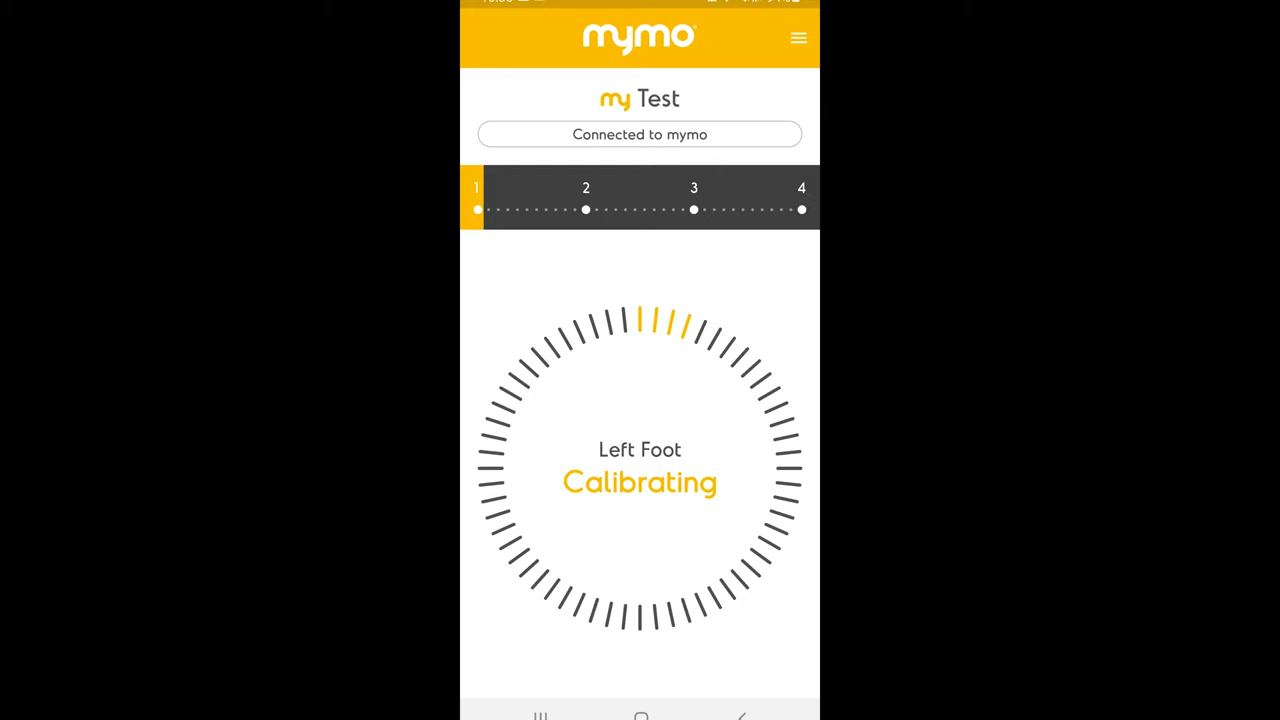 mymo
my Test
Connected to mymo
1 2 3 4
Left Foot
Calibrating